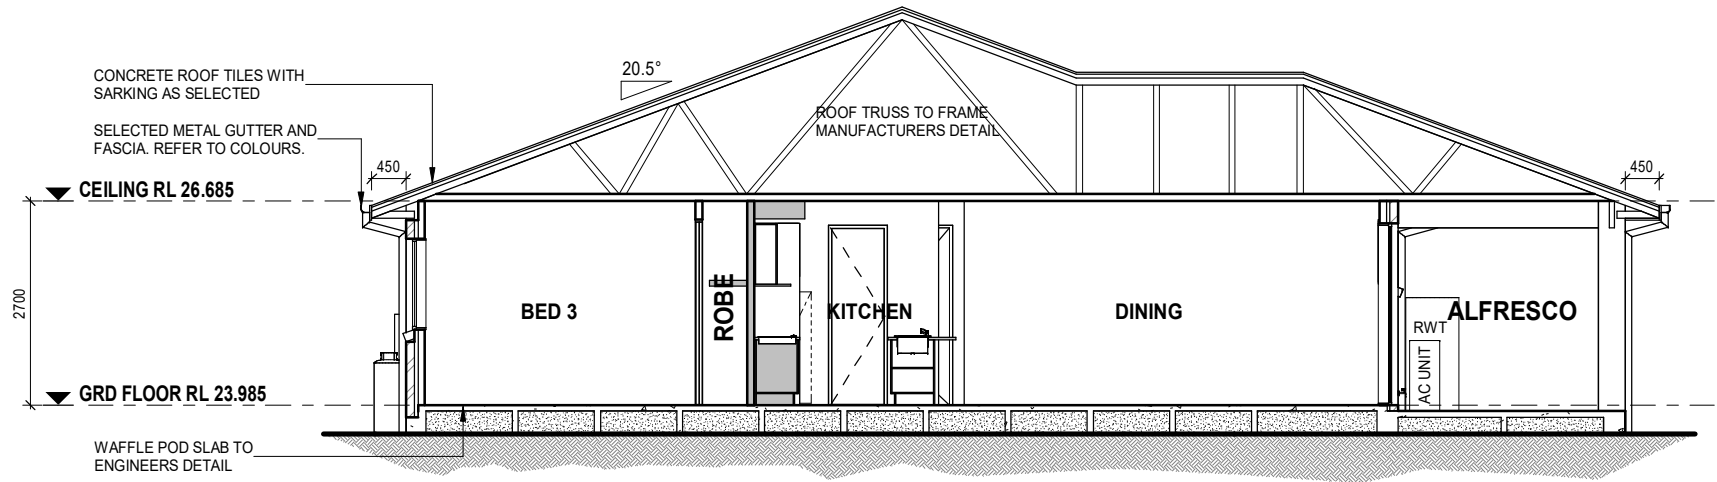 CONCRETE ROOF TILES WITH
SARKING AS SELECTED
20.5°
ROOF TRUSS TO FRAME
MANUFACTURERS DETAIL
SELECTED METAL GUTTER AND
FASCIA. REFER TO COLOURS.
450
450
CEILING RL 26.685
2700
BED 3
ROBE
KITCHEN
DINING
ALFRESCO
RWT
AC UNIT
GRD FLOOR RL 23.985
WAFFLE POD SLAB TO
ENGINEERS DETAIL